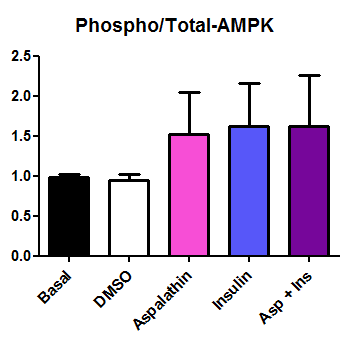 Phospho/Total-AMPK
2.5
2.0
1.5
1.0
0.5
0.0
Basal
DMSO
Aspalathin
Insulin
Asp + Ins